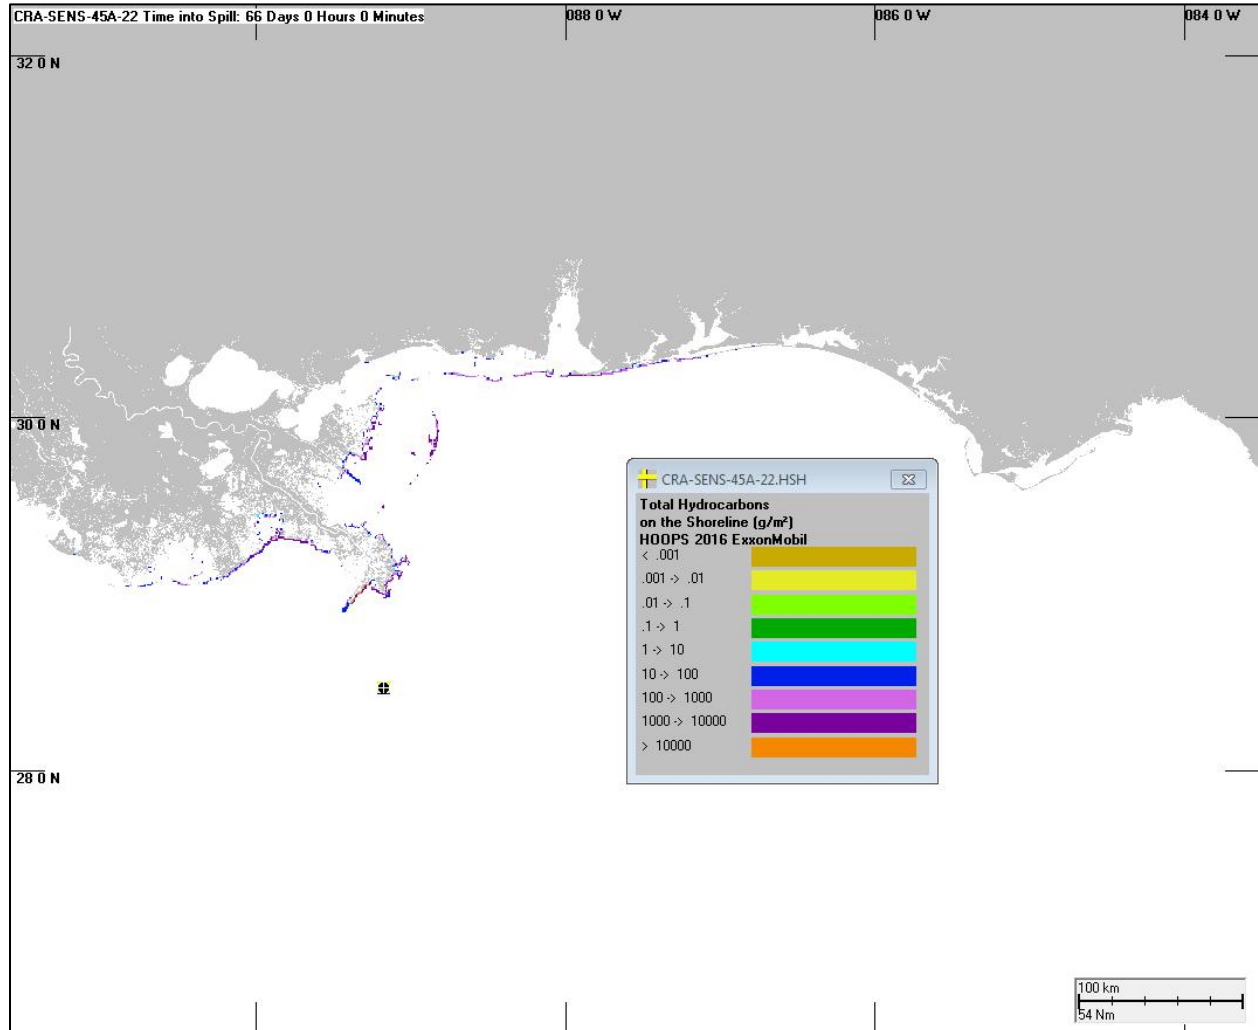 CRA-SENS-45A-22 Time into Spill: 66 Days 0 Hours 0 Minutes
088 0 W
086 0 W
084 0 W
32 0 N
30 0 N
28 0 N
CRA-SENS-45A-22.HSH
Total Hydrocarbons
on the Shoreline (g/m²)
HOOPS 2016 ExxonMobil
< .001
.001 -> .01
.01 -> .1
.1 -> 1
1 -> 10
10 -> 100
100 -> 1000
1000 -> 10000
> 10000
100 km
54 Nm